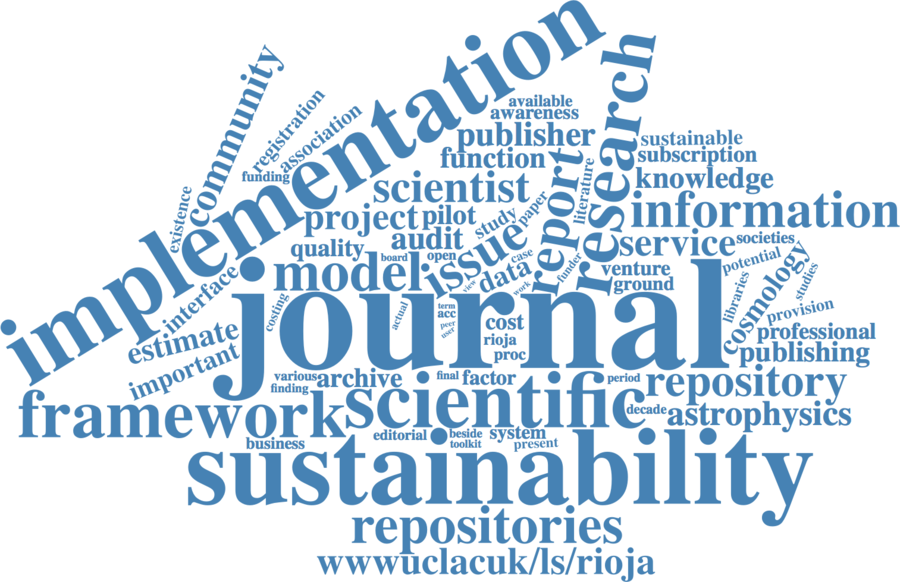 implementation
community
registration
association
funding
existence
available
awareness
publisher
function
research
sustainable
subscription
knowledge
scientist
report
literature
information
project
pilot
study
paper
service
societies
quality
audit
issue
open
board
model
data
case
view
work
funder
venture
ground
potential
cosmology
studies
libraries
provision
interface
costing
actual
journal
term
acc
peer
user
cost
rioja
proc
professional
publishing
estimate
important
various
finding
archive
final
factor
period
repository
framework
scientific
decade
astrophysics
business
editorial
beside
toolkit
system
present
sustainability
repositories
wwwuclacuk/ls/rioja